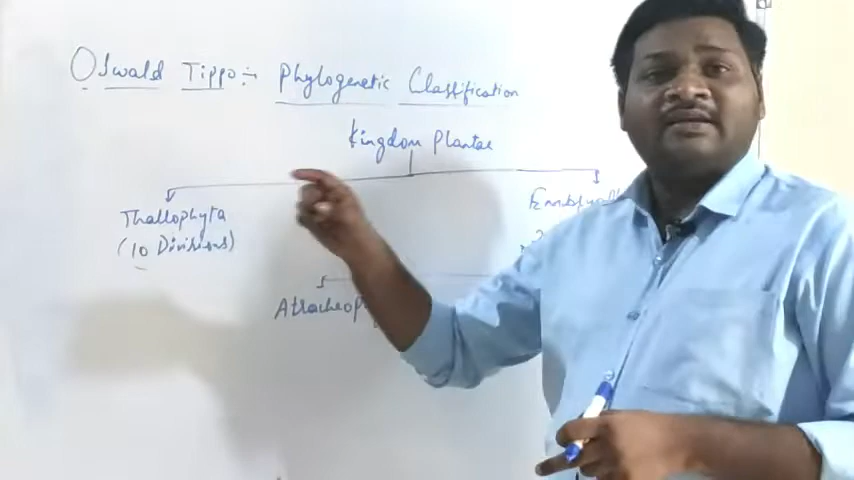 Oswald Tippo :- Phylogenetic Classification
Kingdom Plantae
Thallophyta
(10 Divisions)